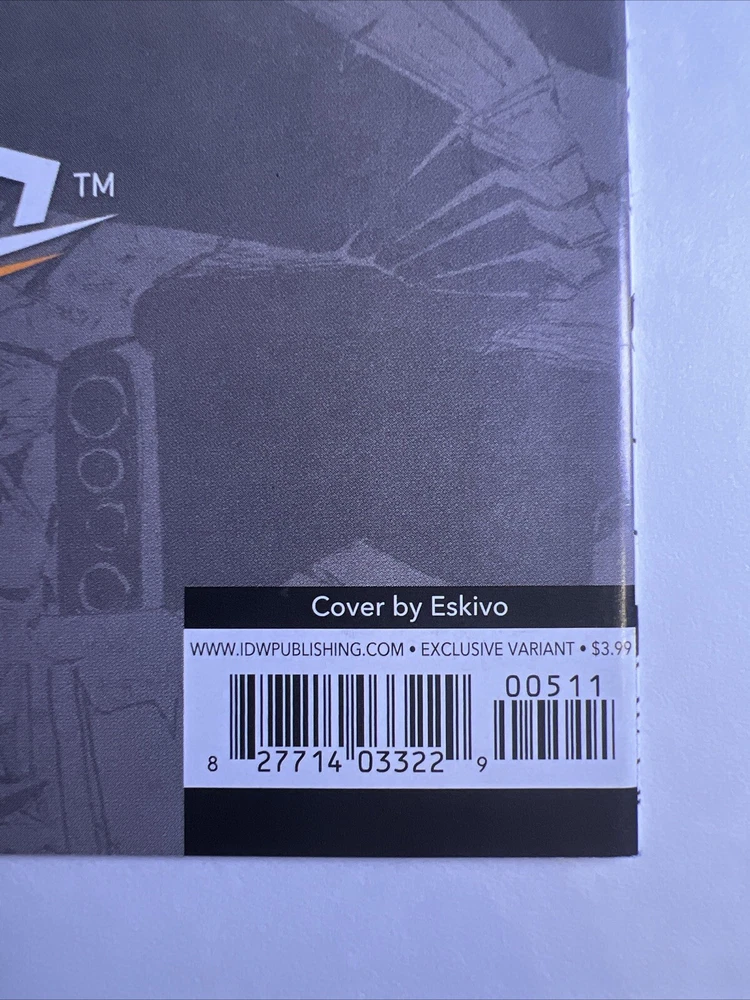 TM
Cover by Eskivo
WWW.IDWPUBLISHING.COM • EXCLUSIVE VARIANT • $3.99
00511
8 27714 03322 9